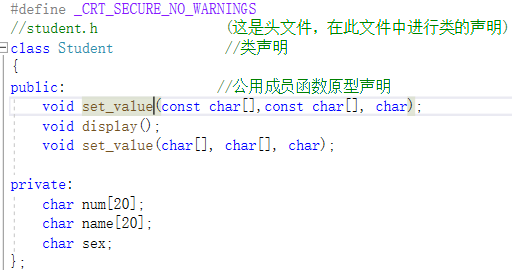 #define _CRT_SECURE_NO_WARNINGS
//student.h (这是头文件，在此文件中进行类的声明)
class Student //类声明
{
public: //公用成员函数原型声明
void set_value(const char[],const char[], char);
void display();
void set_value(char[], char[], char);
private:
char num[20];
char name[20];
char sex;
};